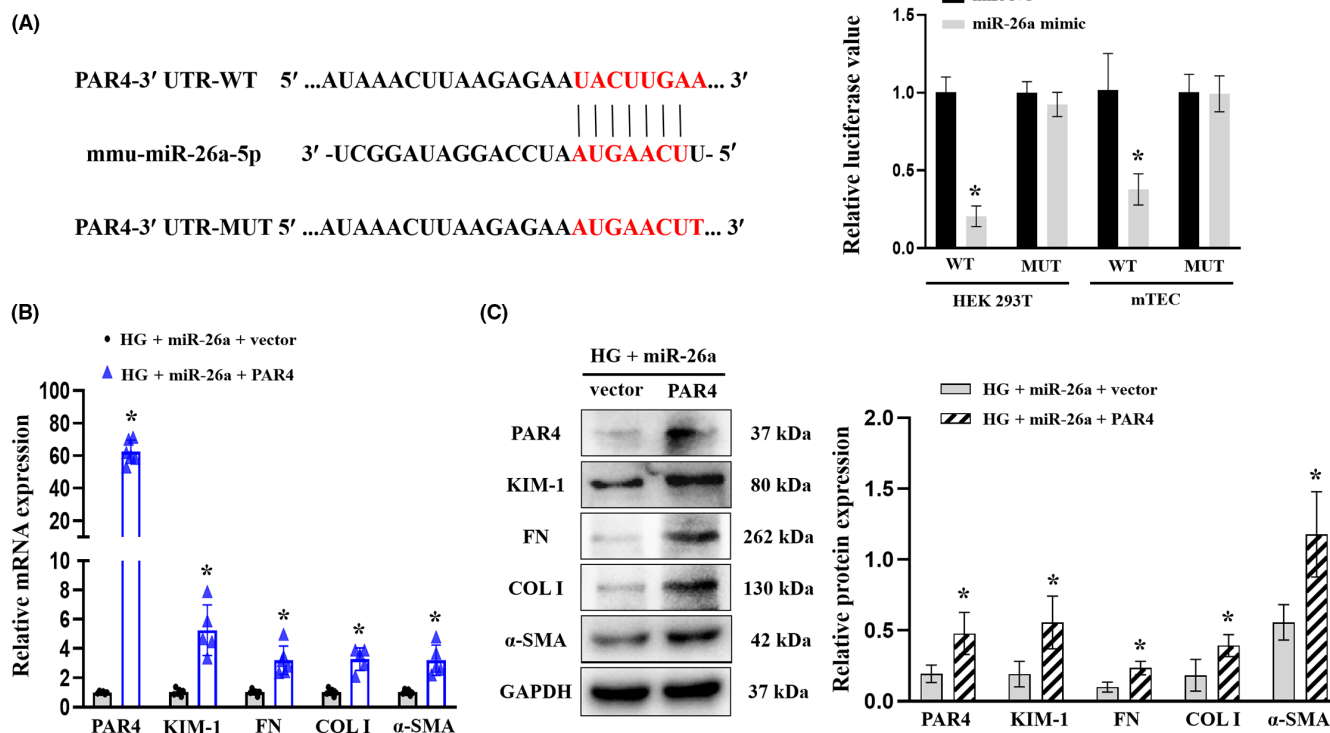 (A)
PAR4-3′ UTR-WT 5′ ...AUAAACUUAAGAGAAUACUUGAA... 3′
mmu-miR-26a-5p 3′ -UCGGAUAGGACCUAAUGAACUU- 5′
PAR4-3′ UTR-MUT 5′ ...AUAAACUUAAGAGAAAUGAACUT... 3′
miR-26a mimic
Relative luciferase value
1.5
1.0
0.5
0.0
* *
WT MUT WT MUT
HEK 293T mTEC
(B)
HG + miR-26a + vector
HG + miR-26a + PAR4
Relative mRNA expression
100
80
60
40
20
10
8
6
4
2
0
* * * * *
PAR4 KIM-1 FN COL I α-SMA
(C)
HG + miR-26a
vector PAR4
PAR4 37 kDa
KIM-1 80 kDa
FN 262 kDa
COL I 130 kDa
α-SMA 42 kDa
GAPDH 37 kDa
HG + miR-26a + vector
HG + miR-26a + PAR4
Relative protein expression
2.0
1.5
1.0
0.5
0.0
* * * * *
PAR4 KIM-1 FN COL I α-SMA